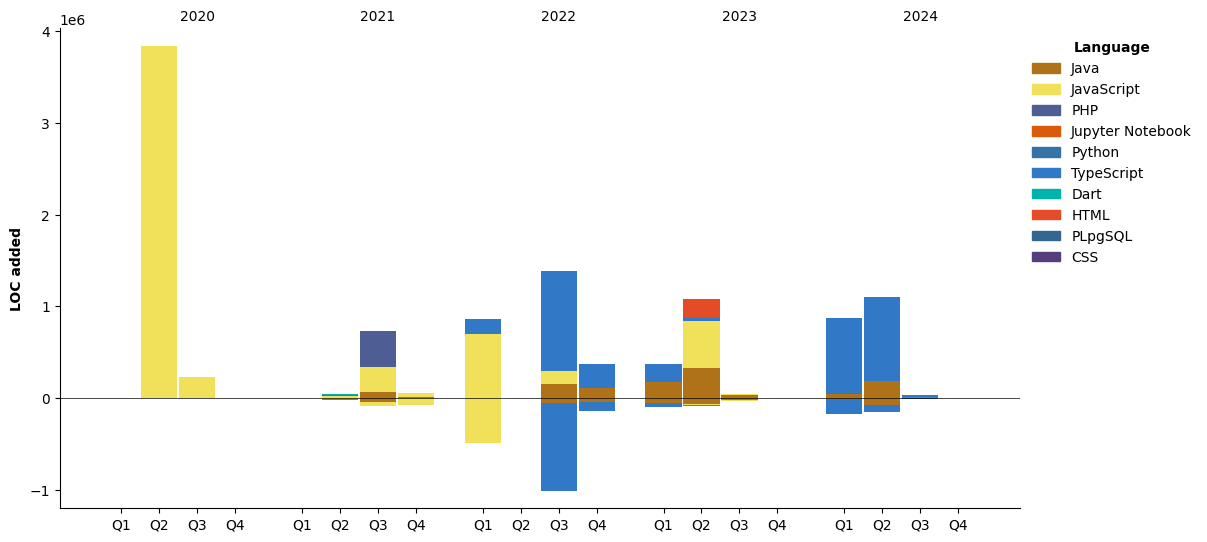 2020 2021 2022 2023 2024
1e6
4
3
2
1
0
−1
LOC added
Q1 Q2 Q3 Q4 Q1 Q2 Q3 Q4 Q1 Q2 Q3 Q4 Q1 Q2 Q3 Q4 Q1 Q2 Q3 Q4
Language
Java
JavaScript
PHP
Jupyter Notebook
Python
TypeScript
Dart
HTML
PLpgSQL
CSS